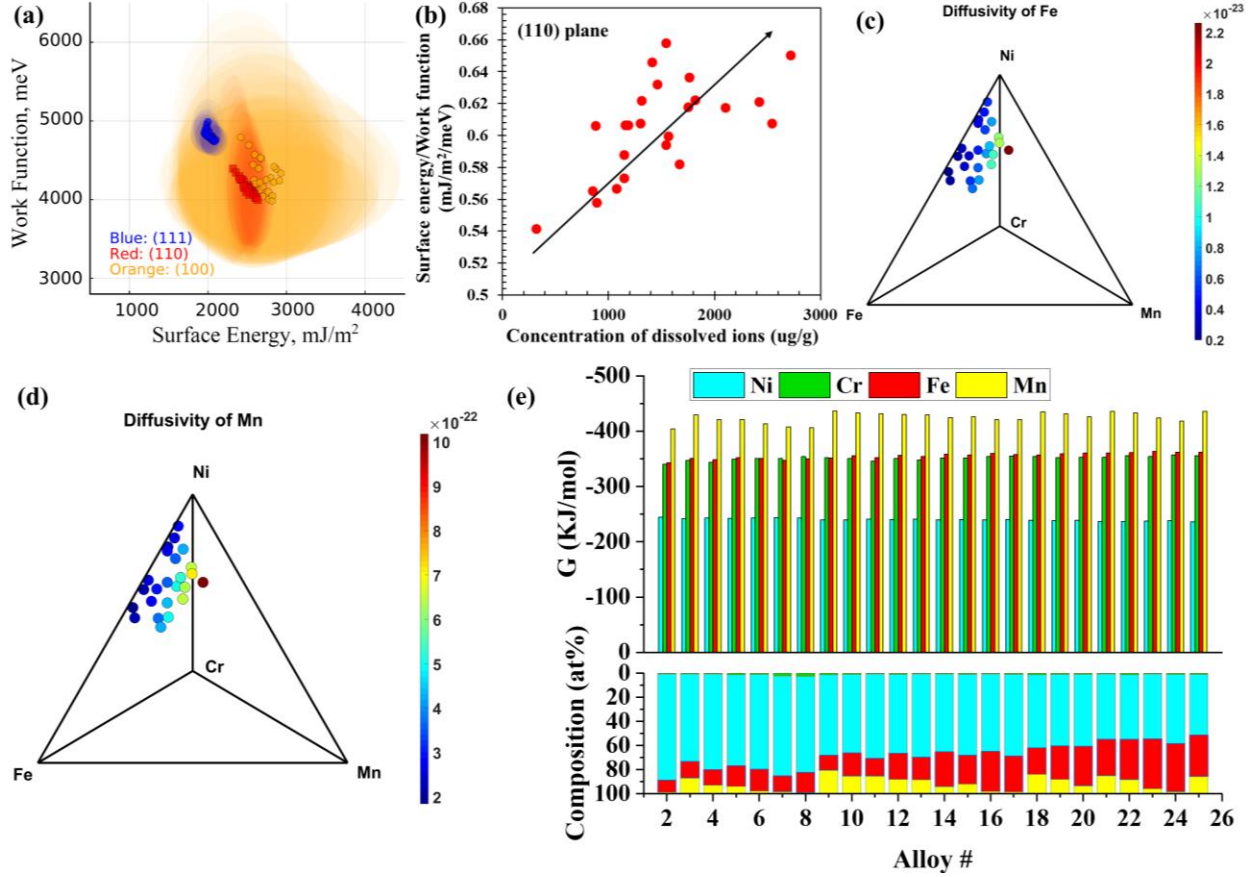 (a)
Work Function, meV
6000
5000
4000
3000
Blue: (111)
Red: (110)
Orange: (100)
1000 2000 3000 4000
Surface Energy, mJ/m²
(b)
(110) plane
Surface energy/Work function
(mJ/m²/meV)
0.68
0.66
0.64
0.62
0.6
0.58
0.56
0.54
0.52
0.5
0 1000 2000 3000
Concentration of dissolved ions (ug/g)
(c)
Diffusivity of Fe
Ni
Cr
Fe
Mn
×10⁻²³
2.2
2
1.8
1.6
1.4
1.2
1
0.8
0.6
0.4
0.2
(d)
Diffusivity of Mn
Ni
Cr
Fe
Mn
×10⁻²²
10
9
8
7
6
5
4
3
2
(e)
Ni Cr Fe Mn
G (KJ/mol)
-500
-400
-300
-200
-100
0
Composition (at%)
0
20
40
60
80
100
2 4 6 8 10 12 14 16 18 20 22 24 26
Alloy #